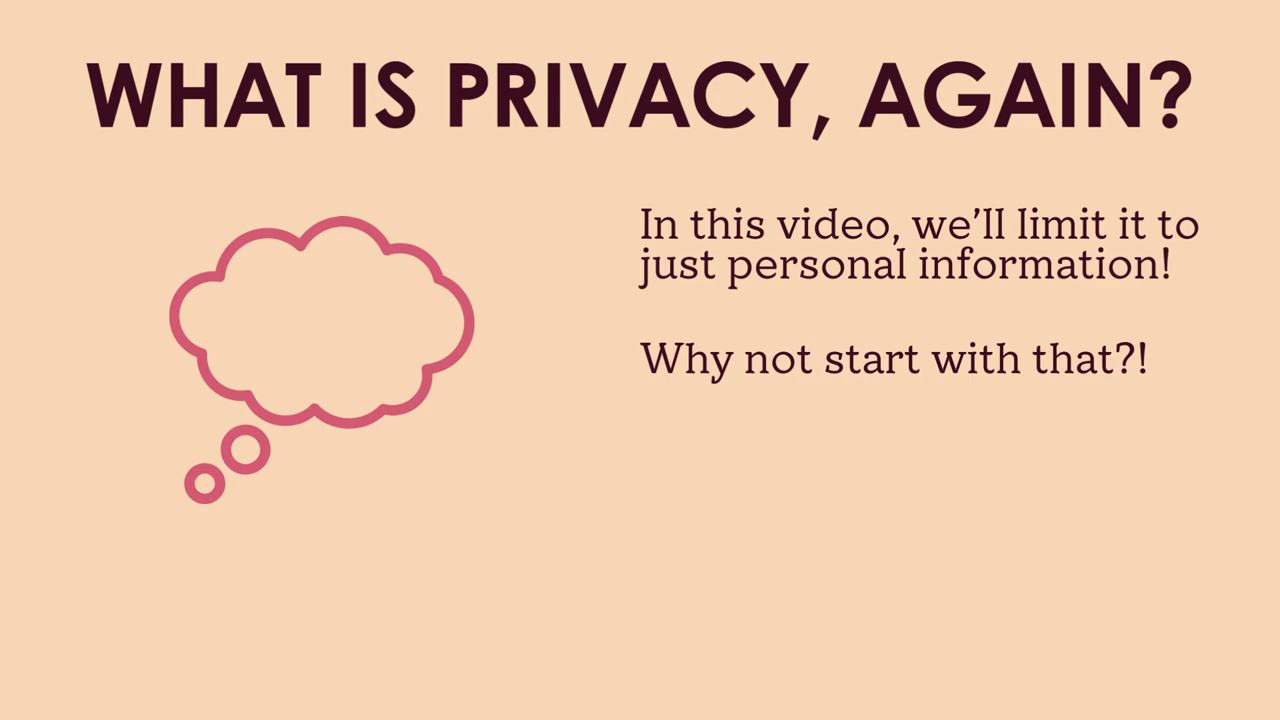 WHAT IS PRIVACY, AGAIN?
In this video, we’ll limit it to
just personal information!
Why not start with that?!